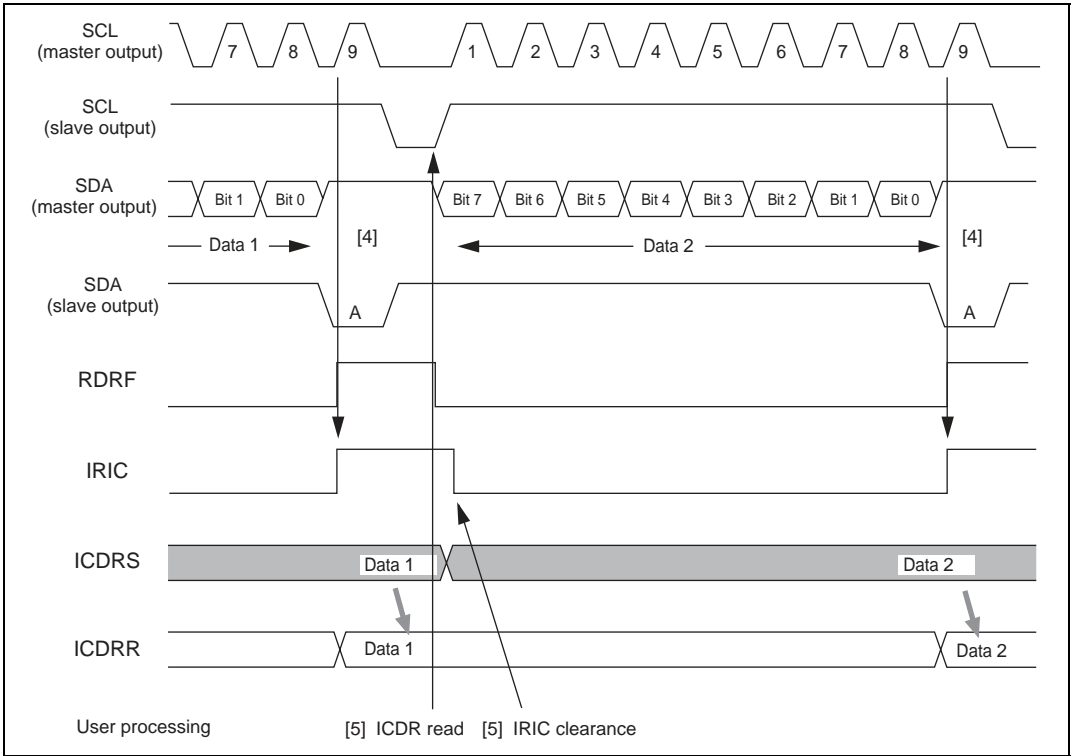 SCL
(master output)
7 8 9 1 2 3 4 5 6 7 8 9
SCL
(slave output)
SDA
(master output)
Bit 1 Bit 0 Bit 7 Bit 6 Bit 5 Bit 4 Bit 3 Bit 2 Bit 1 Bit 0
Data 1 [4] Data 2 [4]
SDA
(slave output)
A A
RDRF
IRIC
ICDRS
Data 1 Data 2
ICDRR
Data 1 Data 2
User processing [5] ICDR read [5] IRIC clearance